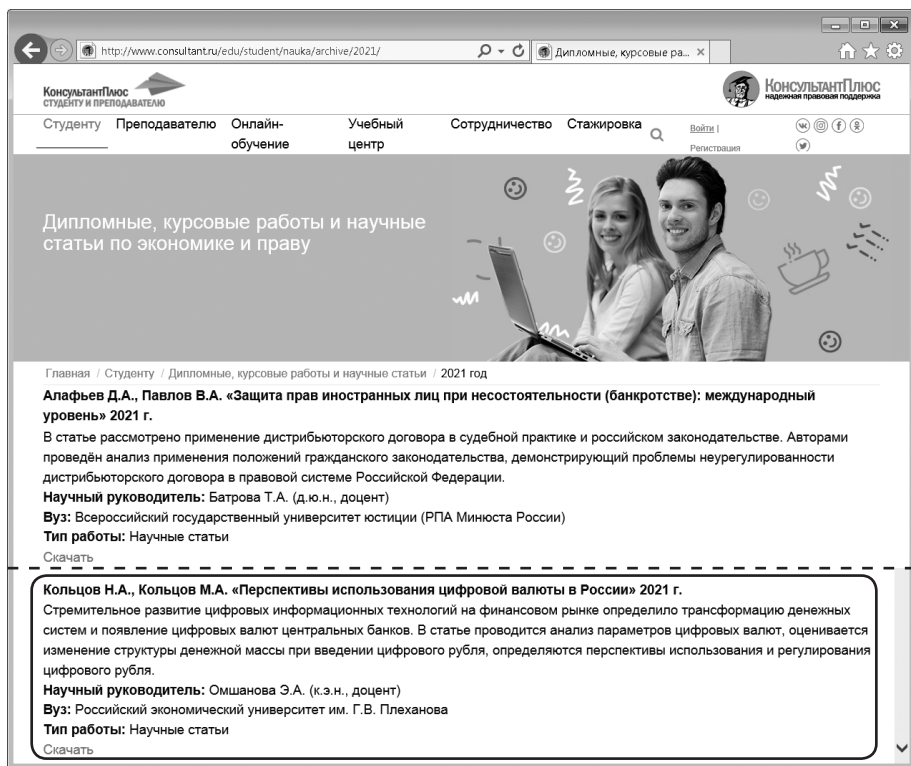 http://www.consultant.ru/edu/student/nauka/archive/2021/
Дипломные, курсовые ра...
КонсультантПлюс
СТУДЕНТУ И ПРЕПОДАВАТЕЛЮ
КонсультантПлюс
надежная правовая поддержка
Студенту Преподавателю Онлайн- Учебный Сотрудничество Стажировка Войти |
обучение центр Регистрация
Дипломные, курсовые работы и научные
статьи по экономике и праву
Главная / Студенту / Дипломные, курсовые работы и научные статьи / 2021 год
Алафьев Д.А., Павлов В.А. «Защита прав иностранных лиц при несостоятельности (банкротстве): международный
уровень» 2021 г.
В статье рассмотрено применение дистрибьюторского договора в судебной практике и российском законодательстве. Авторами
проведён анализ применения положений гражданского законодательства, демонстрирующий проблемы неурегулированности
дистрибьюторского договора в правовой системе Российской Федерации.
Научный руководитель: Батрова Т.А. (д.ю.н., доцент)
Вуз: Всероссийский государственный университет юстиции (РПА Минюста России)
Тип работы: Научные статьи
Скачать
Кольцов Н.А., Кольцов М.А. «Перспективы использования цифровой валюты в России» 2021 г.
Стремительное развитие цифровых информационных технологий на финансовом рынке определило трансформацию денежных
систем и появление цифровых валют центральных банков. В статье проводится анализ параметров цифровых валют, оценивается
изменение структуры денежной массы при введении цифрового рубля, определяются перспективы использования и регулирования
цифрового рубля.
Научный руководитель: Омшанова Э.А. (к.э.н., доцент)
Вуз: Российский экономический университет им. Г.В. Плеханова
Тип работы: Научные статьи
Скачать